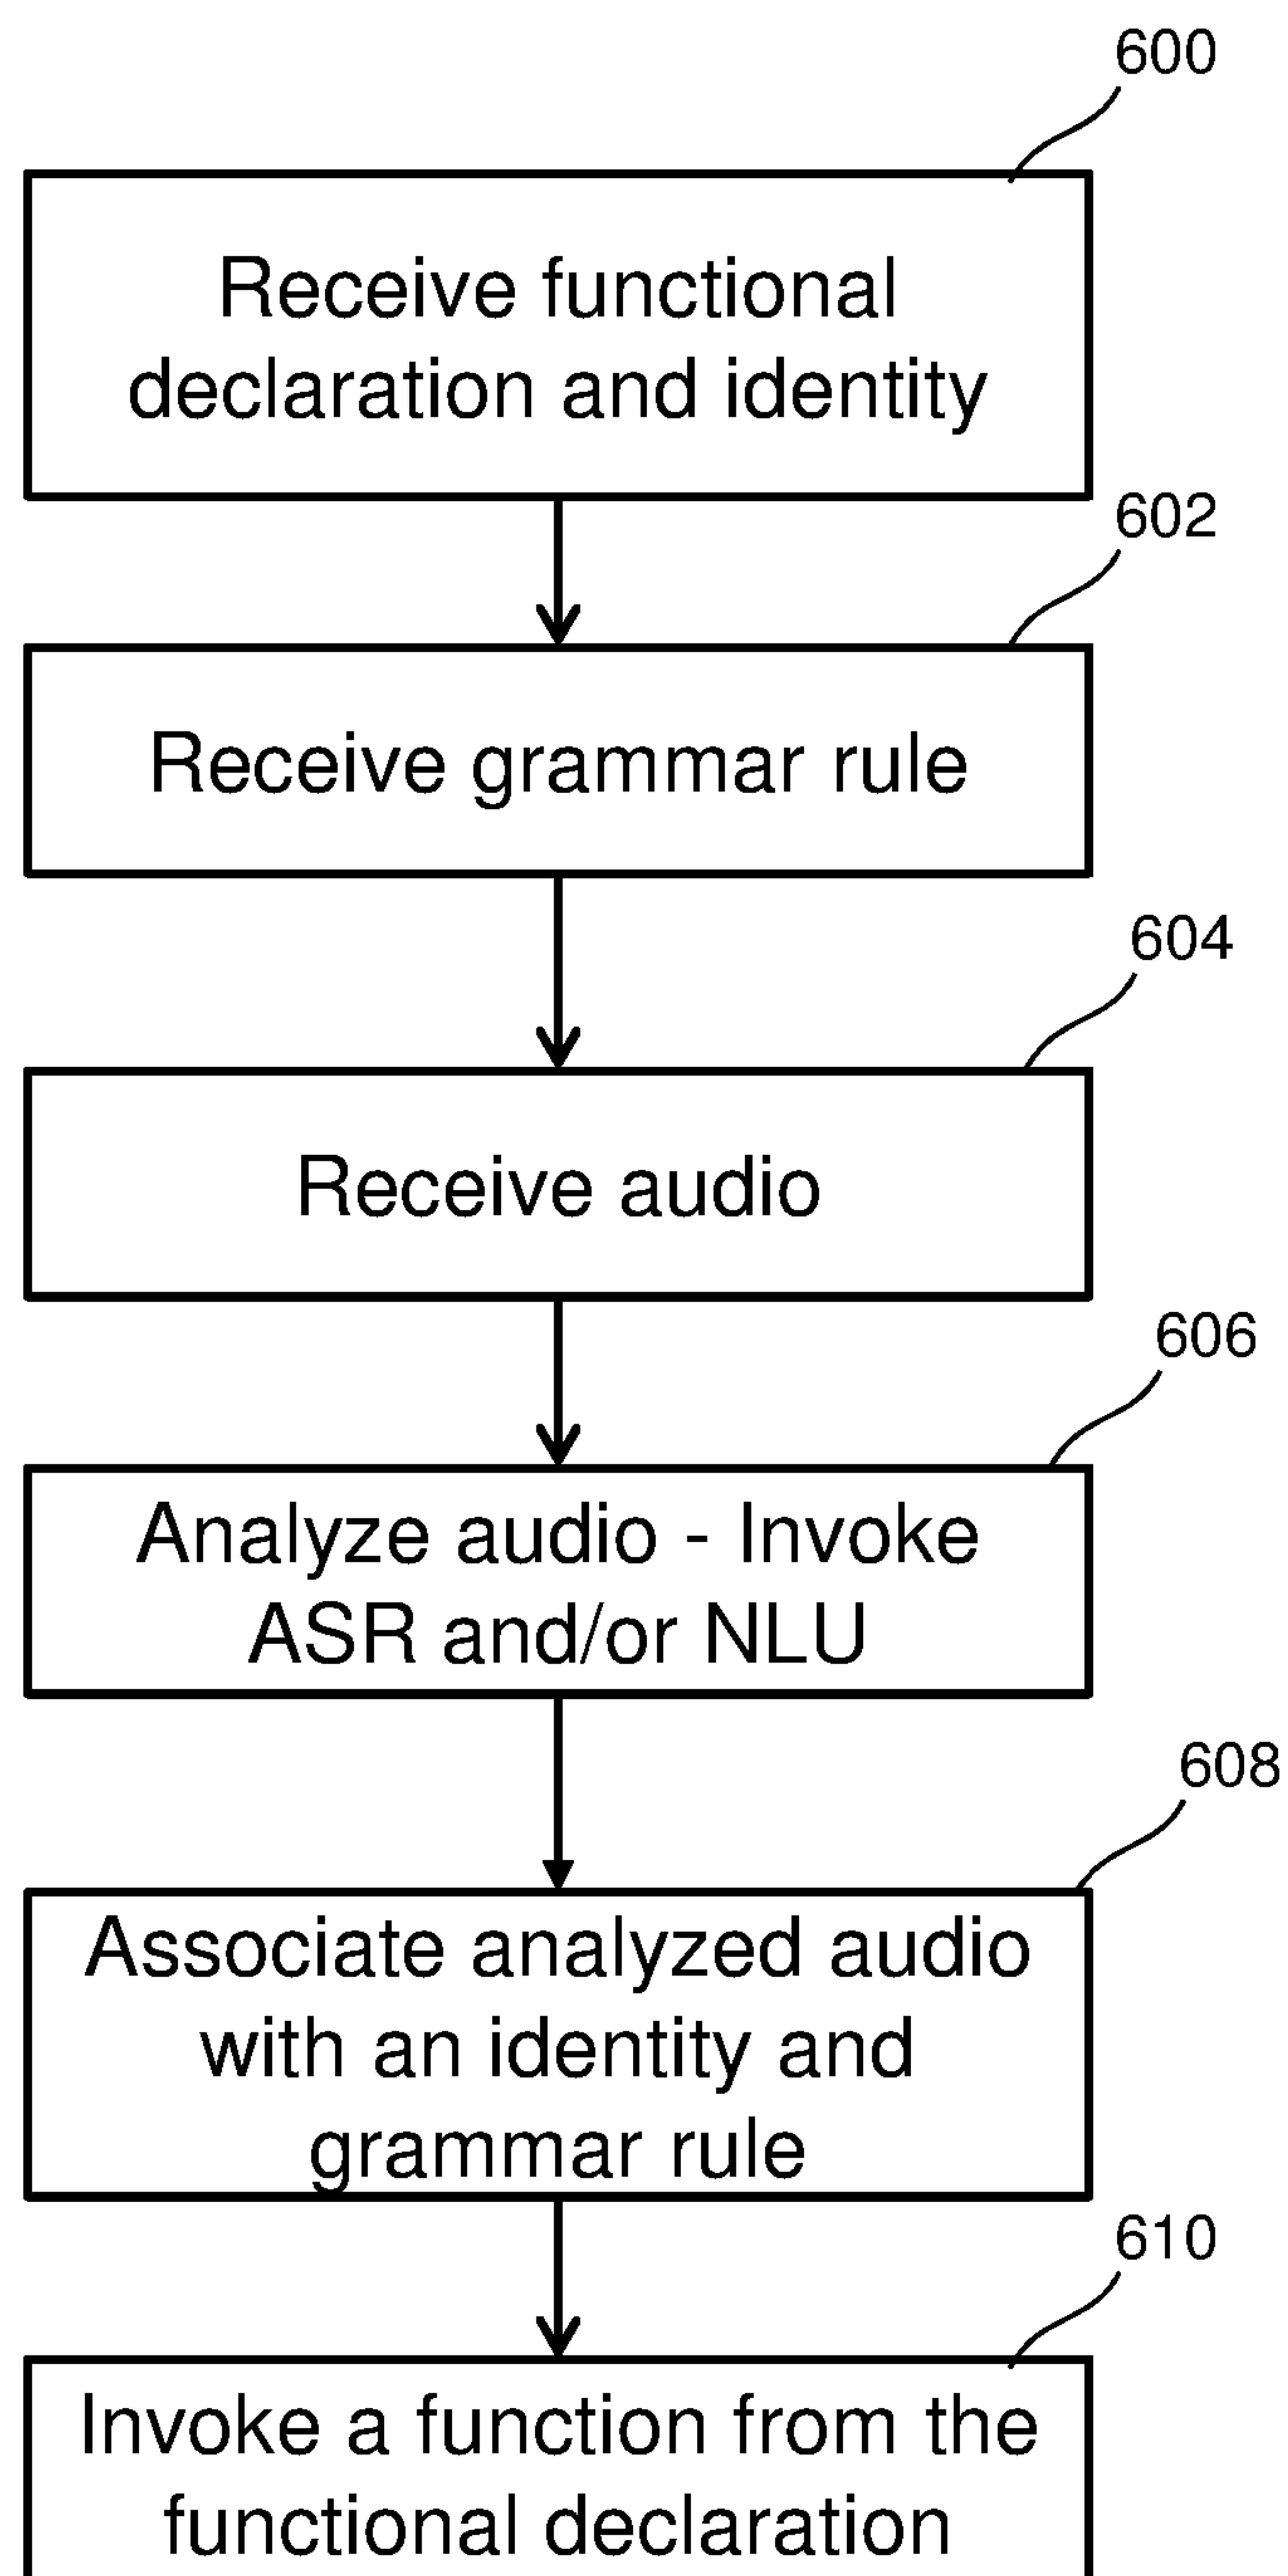 600
Receive functional
declaration and identity
602
Receive grammar rule
604
Receive audio
606
Analyze audio - Invoke
ASR and/or NLU
608
Associate analyzed audio
with an identity and
grammar rule
610
Invoke a function from the
functional declaration